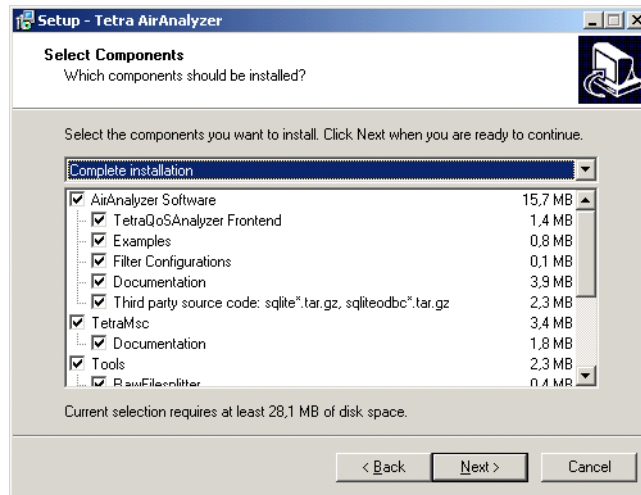 Setup - Tetra AirAnalyzer
Select Components
Which components should be installed?
Select the components you want to install. Click Next when you are ready to continue.
Complete installation
AirAnalyzer Software 15,7 MB
TetraQoSAnalyzer Frontend 1,4 MB
Examples 0,8 MB
Filter Configurations 0,1 MB
Documentation 3,9 MB
Third party source code: sqlite*.tar.gz, sqliteodbc*.tar.gz 2,3 MB
TetraMsc 3,4 MB
Documentation 1,8 MB
Tools 2,3 MB
RawFilesplitter 0,4 MB
Current selection requires at least 28,1 MB of disk space.
< Back Next > Cancel